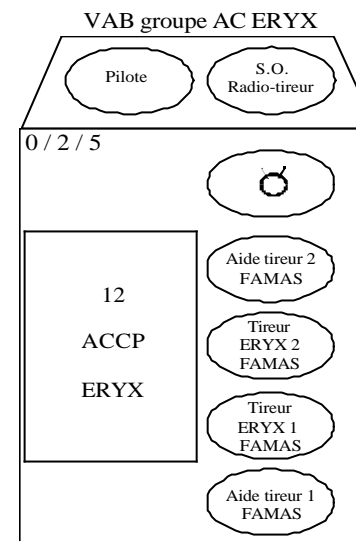 VAB groupe AC ERYX
Pilote
S.O.
Radio-tireur
0 / 2 / 5
Aide tireur 2
FAMAS
12
ACCP
ERYX
Tireur
ERYX 2
FAMAS
Tireur
ERYX 1
FAMAS
Aide tireur 1
FAMAS